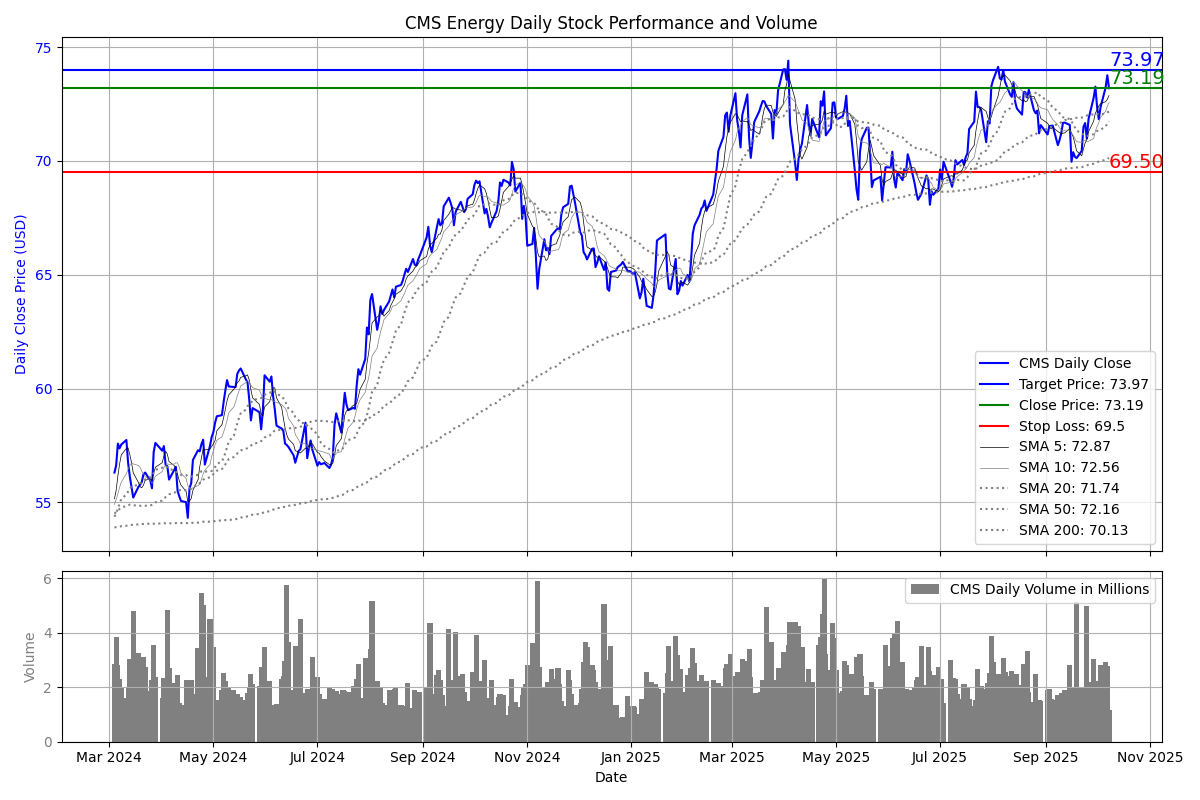 CMS Energy Daily Stock Performance and Volume
75
70
65
60
55
Daily Close Price (USD)
73.97
73.19
69.50
CMS Daily Close
Target Price: 73.97
Close Price: 73.19
Stop Loss: 69.5
SMA 5: 72.87
SMA 10: 72.56
SMA 20: 71.74
SMA 50: 72.16
SMA 200: 70.13
6
4
2
0
Volume
CMS Daily Volume in Millions
Mar 2024
May 2024
Jul 2024
Sep 2024
Nov 2024
Jan 2025
Mar 2025
May 2025
Jul 2025
Sep 2025
Nov 2025
Date